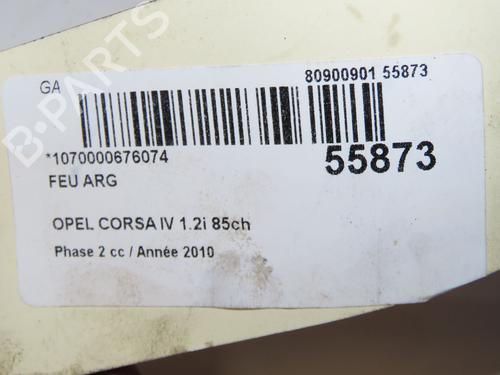 GA
80900901 55873
*1070000676074
55873
FEU ARG
OPEL CORSA IV 1.2i 85ch
Phase 2 cc / Année 2010
B-PARTS